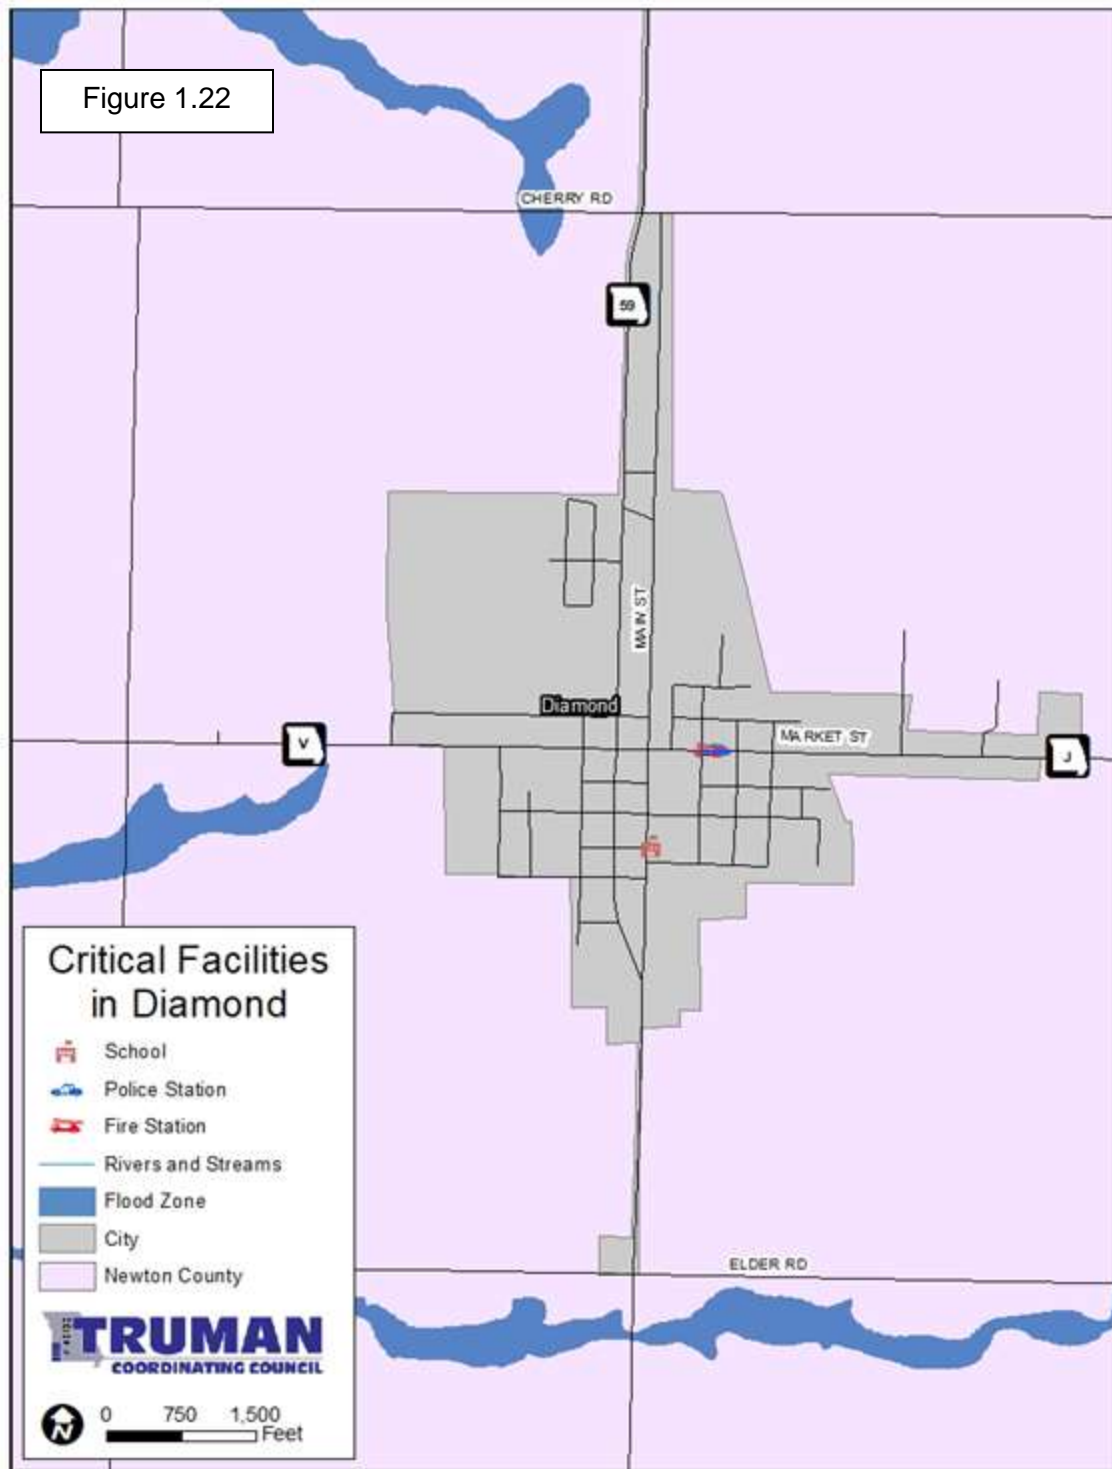 Figure 1.22
CHERRY RD
59
MAIN ST
Diamond
MARKET ST
V
J
Critical Facilities
in Diamond
School
Police Station
Fire Station
Rivers and Streams
Flood Zone
City
Newton County
ELDER RD
TRUMAN
COORDINATING COUNCIL
N
0 750 1,500
Feet